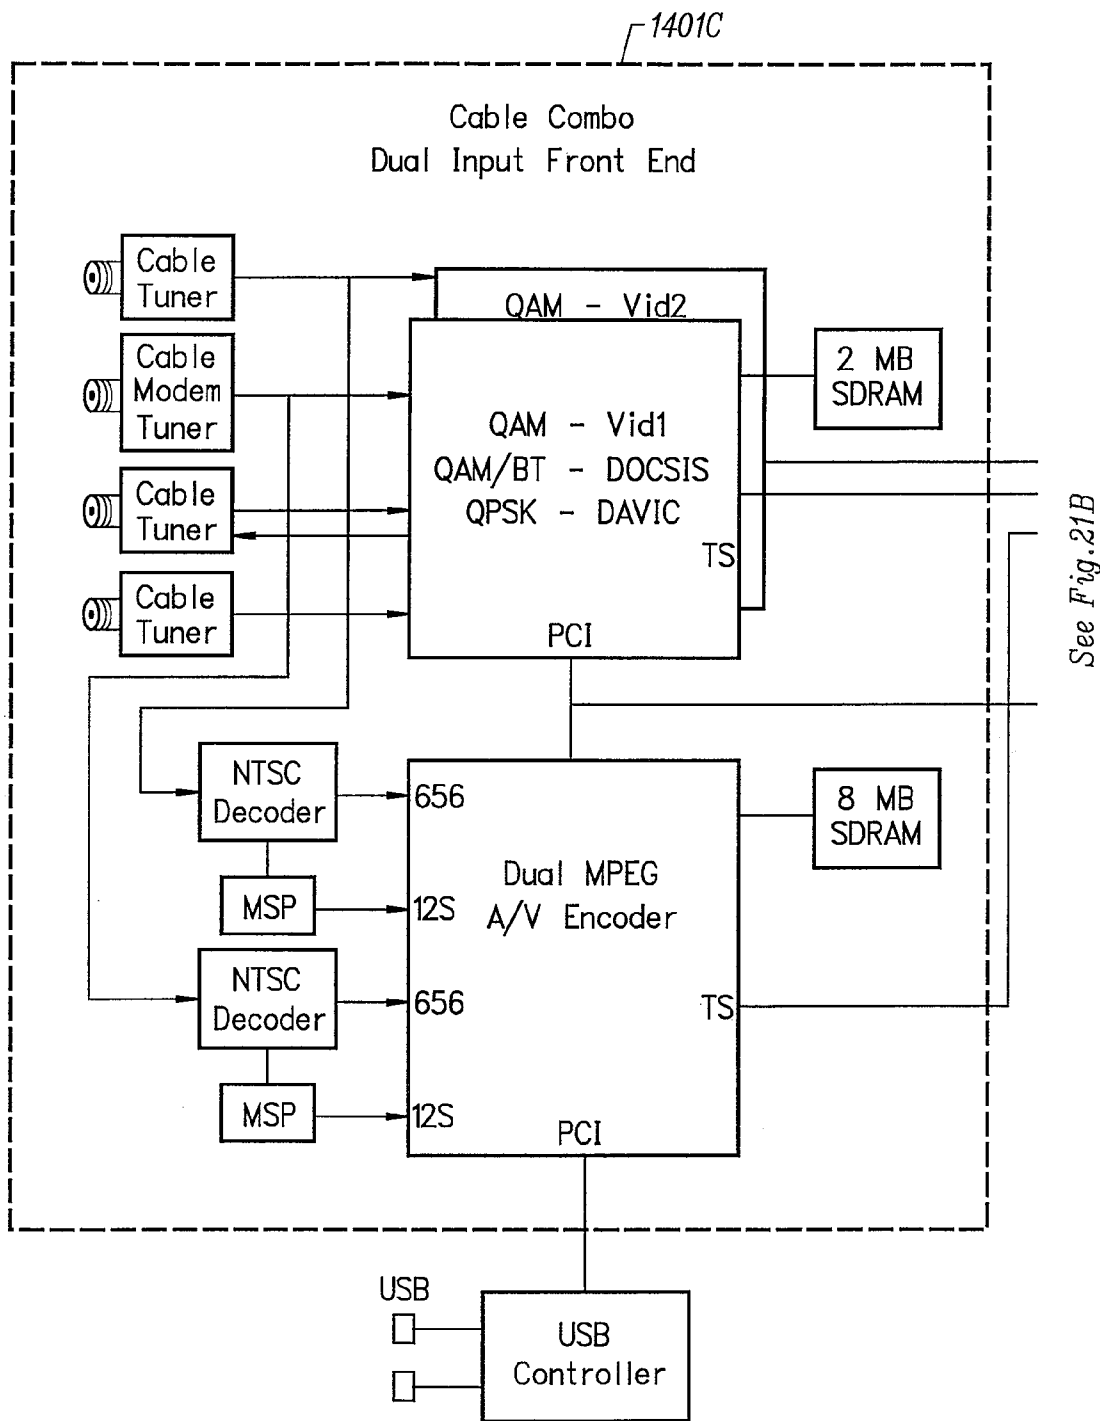 1401C
Cable Combo
Dual Input Front End
Cable
Tuner
Cable
Modem
Tuner
Cable
Tuner
Cable
Tuner
QAM - Vid2
QAM - Vid1
QAM/BT - DOCSIS
QPSK - DAVIC
TS
PCI
2 MB
SDRAM
See Fig.21B
NTSC
Decoder
MSP
NTSC
Decoder
MSP
656
12S
656
12S
Dual MPEG
A/V Encoder
TS
PCI
8 MB
SDRAM
USB
USB
Controller